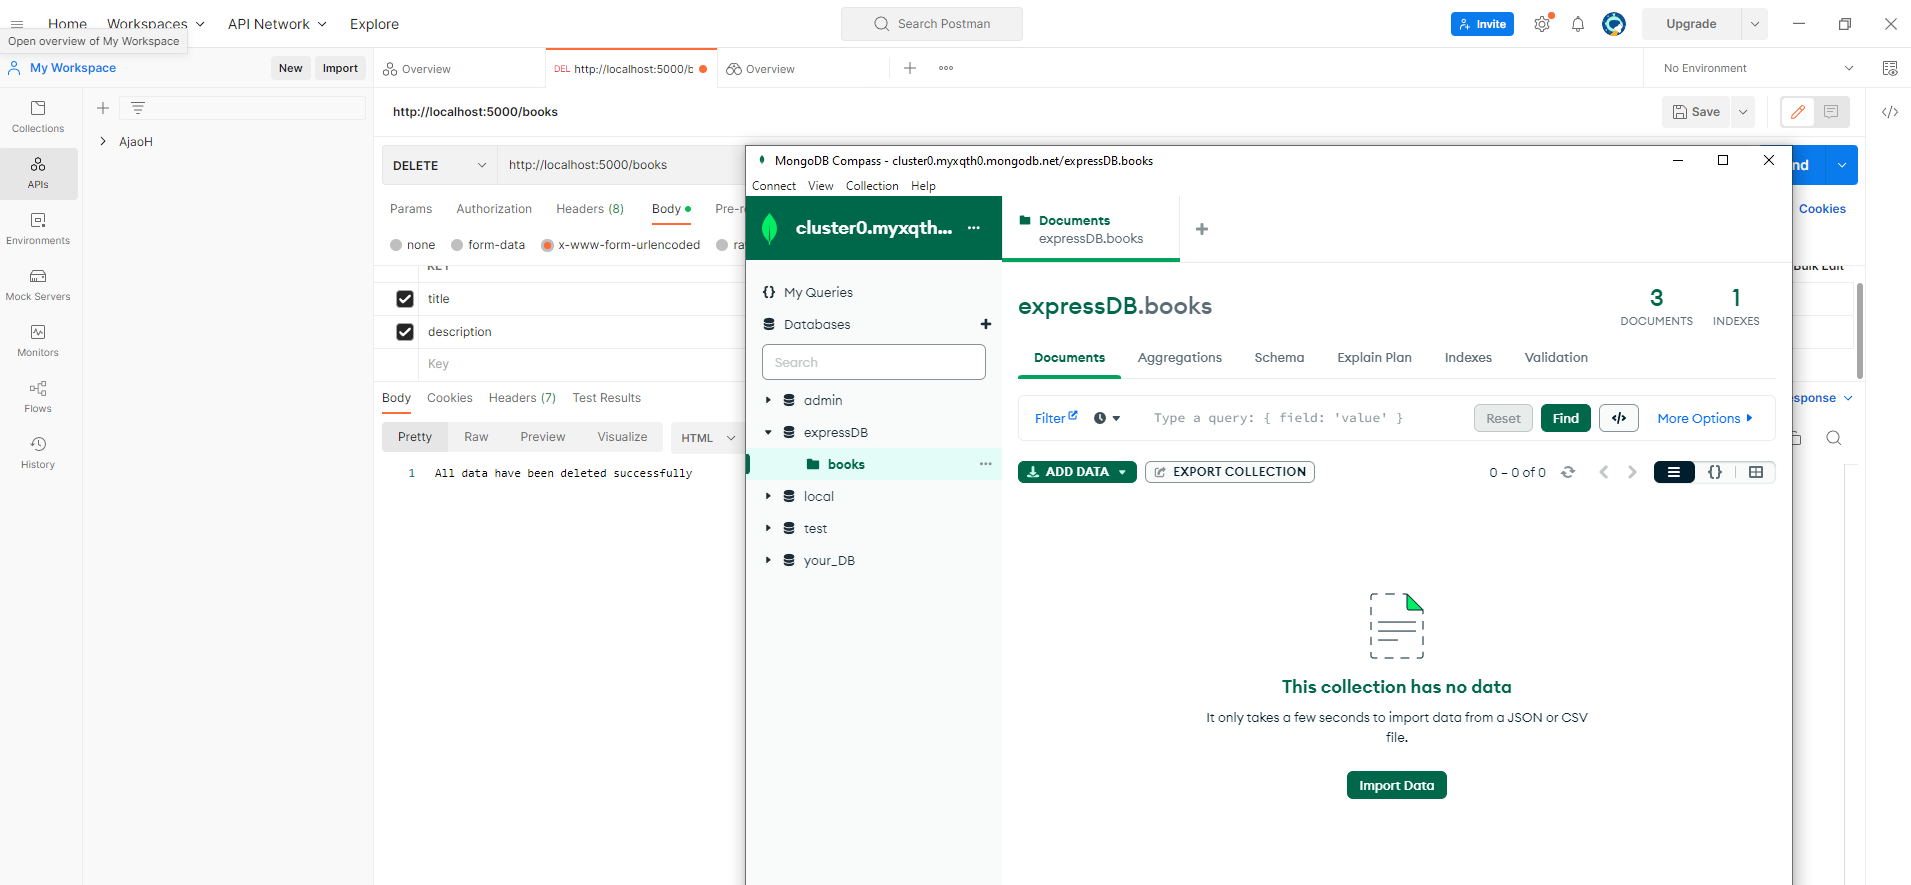 Home Workspaces API Network Explore
Search Postman
Invite
Upgrade
Open overview of My Workspace
My Workspace
New
Import
Overview
DEL http://localhost:5000/b
Overview
No Environment
Collections
APIs
Environments
Mock Servers
Monitors
Flows
History
AjaoH
http://localhost:5000/books
Save
DELETE
http://localhost:5000/books
nd
Params
Authorization
Headers (8)
Body
Pre-r
Cookies
none
form-data
x-www-form-urlencoded
ra
KEY
Bulk Edit
title
description
Key
Body
Cookies
Headers (7)
Test Results
esponse
Pretty
Raw
Preview
Visualize
HTML
1 All data have been deleted successfully
MongoDB Compass - cluster0.myxqth0.mongodb.net/expressDB.books
Connect View Collection Help
cluster0.myxqth...
My Queries
Databases
Search
admin
expressDB
books
local
test
your_DB
Documents
expressDB.books
expressDB.books
3
DOCUMENTS
1
INDEXES
Documents
Aggregations
Schema
Explain Plan
Indexes
Validation
Filter
Type a query: { field: 'value' }
Reset
Find
More Options
ADD DATA
EXPORT COLLECTION
0 – 0 of 0
This collection has no data
It only takes a few seconds to import data from a JSON or CSV
file.
Import Data